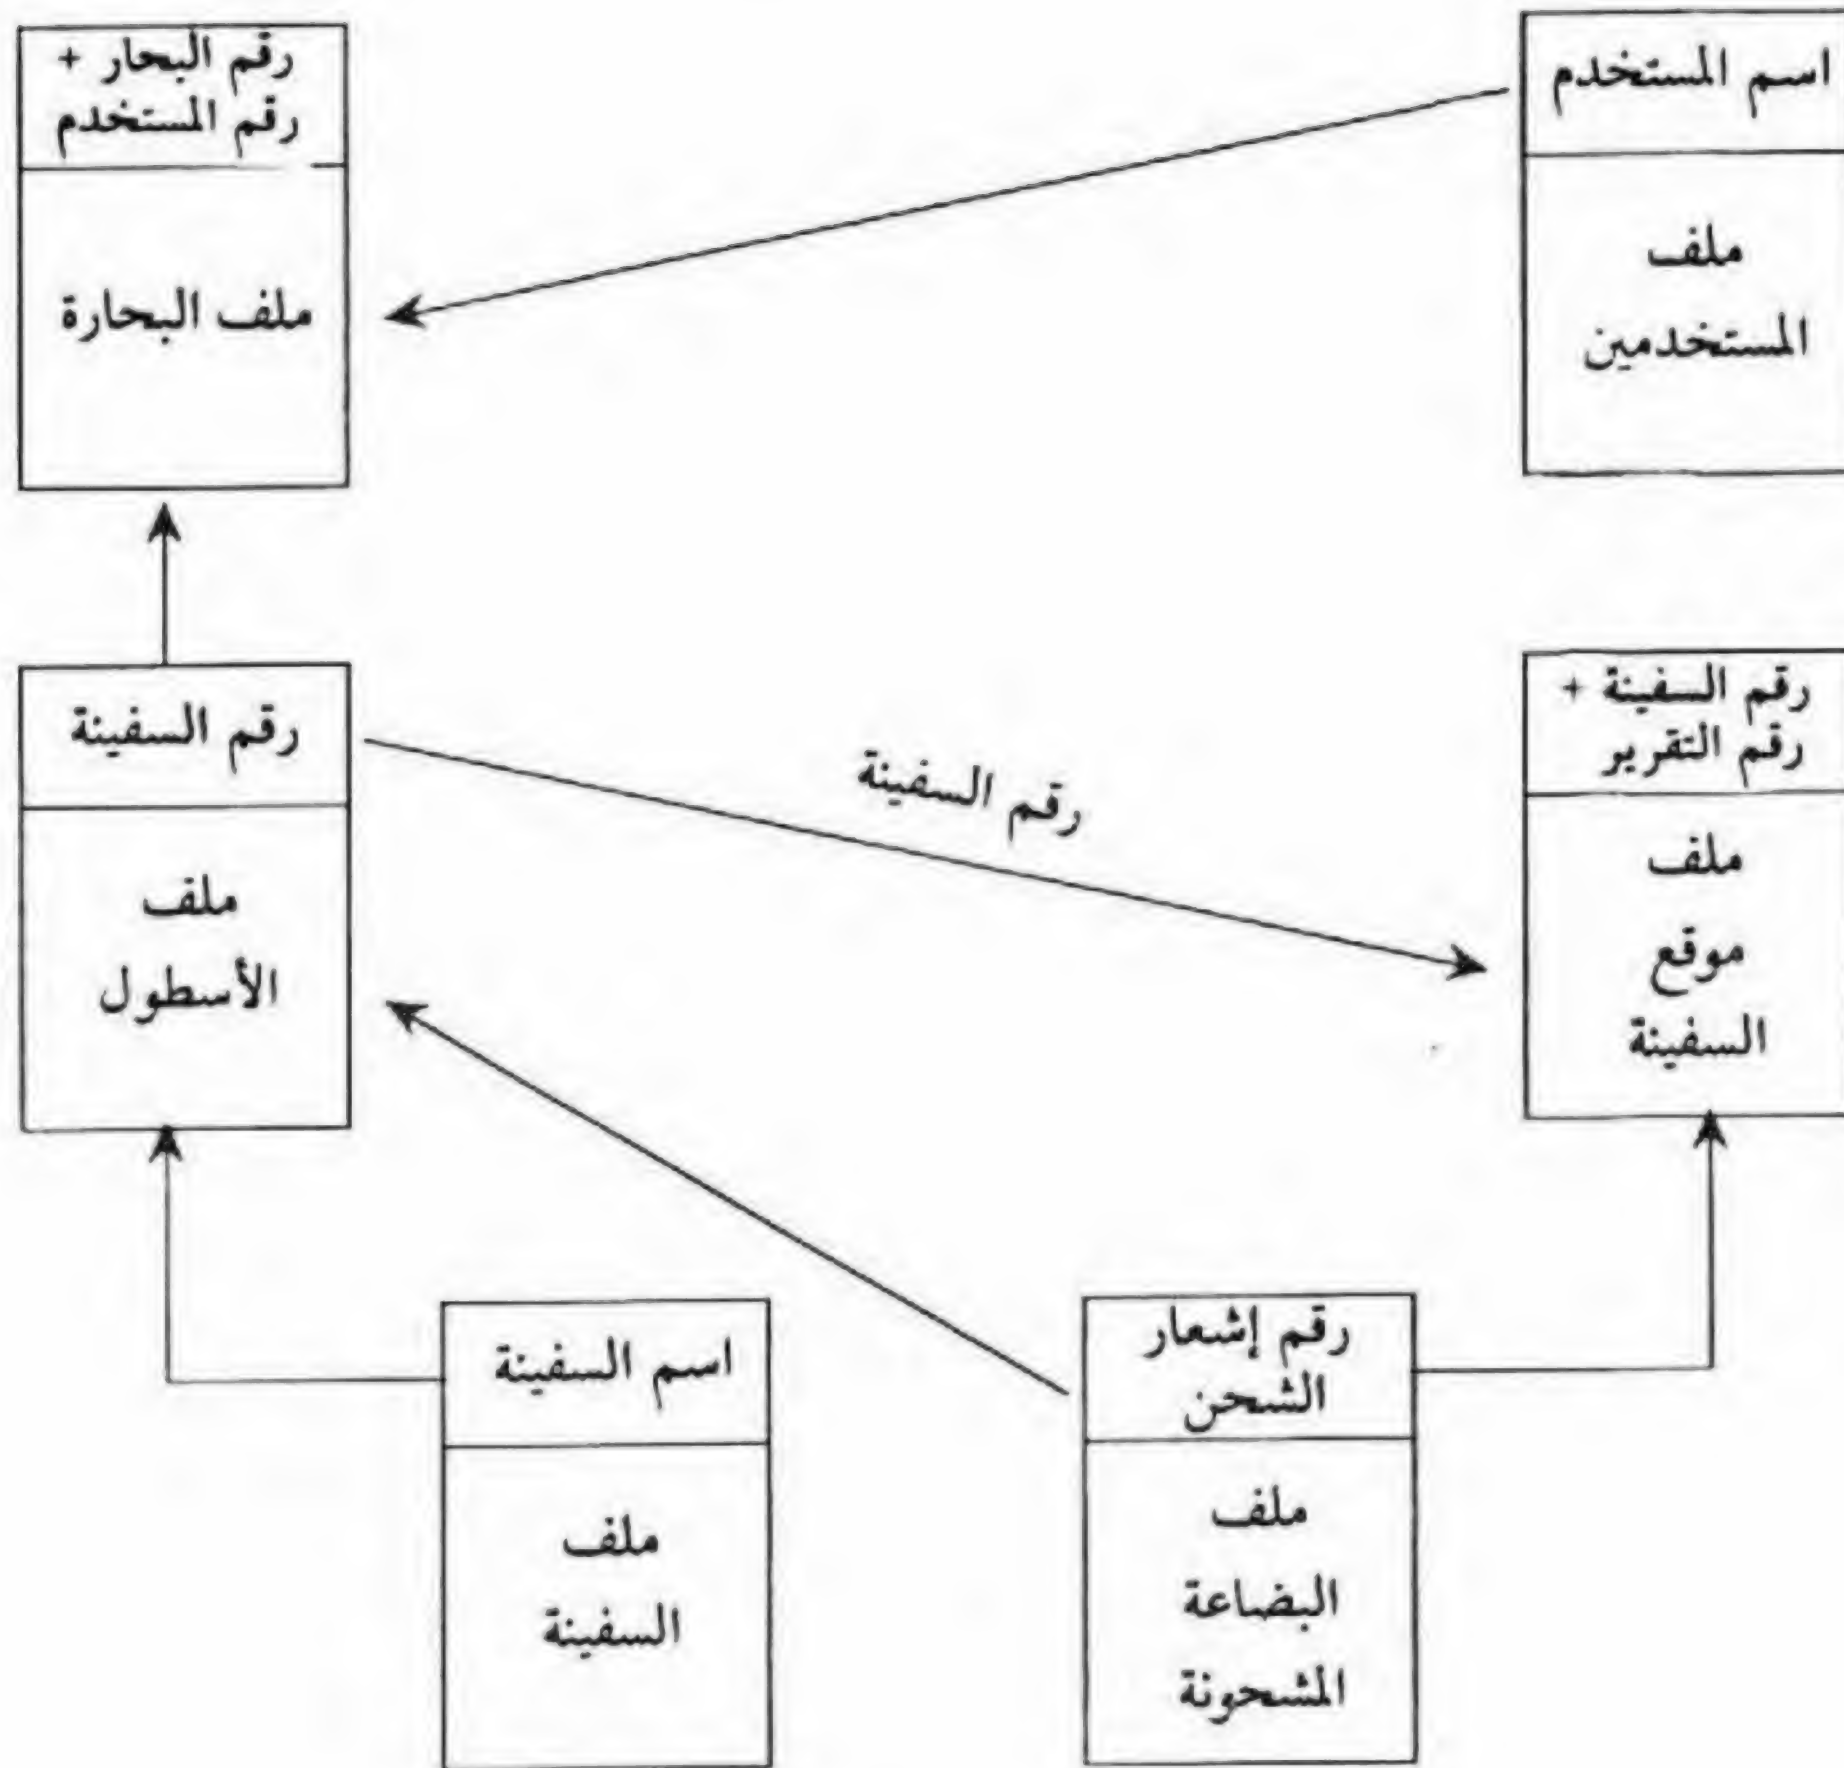 اسم المستخدم
ملف
المستخدمين
رقم البحار +
رقم المستخدم
ملف البحارة
رقم السفينة +
رقم التقرير
ملف
موقع
السفينة
رقم السفينة
رقم السفينة
ملف
الأسطول
رقم إشعار
الشحن
ملف
البضاعة
المشحونة
اسم السفينة
ملف
السفينة